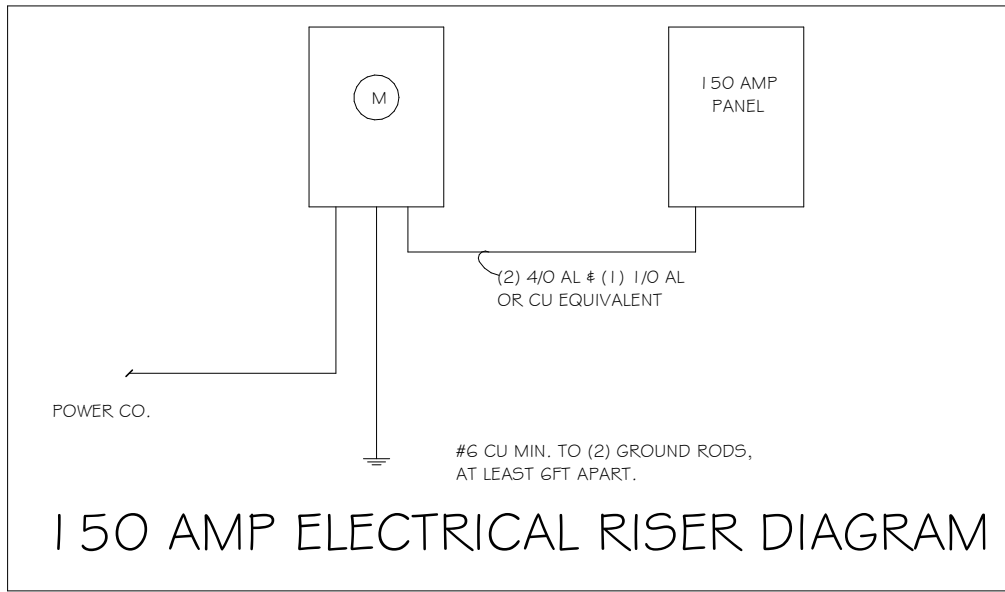 M
150 AMP
PANEL
(2) 4/0 AL & (1) 1/0 AL
OR CU EQUIVALENT
POWER CO.
#6 CU MIN. TO (2) GROUND RODS,
AT LEAST 6FT APART.
150 AMP ELECTRICAL RISER DIAGRAM